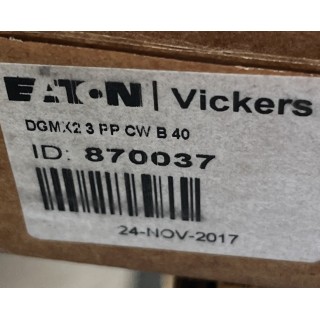 EATON | Vickers
DGMX2 3 PP CW B 40
ID: 870037
24-NOV-2017